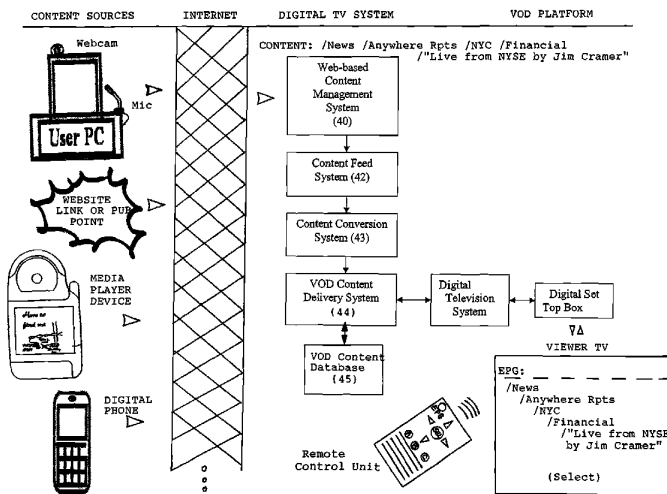 CONTENT SOURCES
INTERNET
DIGITAL TV SYSTEM
VOD PLATFORM
Webcam
Mic
User PC
WEBSITE
LINK OR PUB
POINT
MEDIA
PLAYER
DEVICE
DIGITAL
PHONE
CONTENT: /News /Anywhere Rpts /NYC /Financial
/"Live from NYSE by Jim Cramer"
Web-based
Content
Management
System
(40)
Content Feed
System (42)
Content Conversion
System (43)
VOD Content
Delivery System
(44)
VOD Content
Database
(45)
Digital
Television
System
Digital Set
Top Box
VIEWER TV
EPG:
/News
/Anywhere Rpts
/NYC
/Financial
/"Live from NYSE
by Jim Cramer"
(Select)
Remote
Control Unit